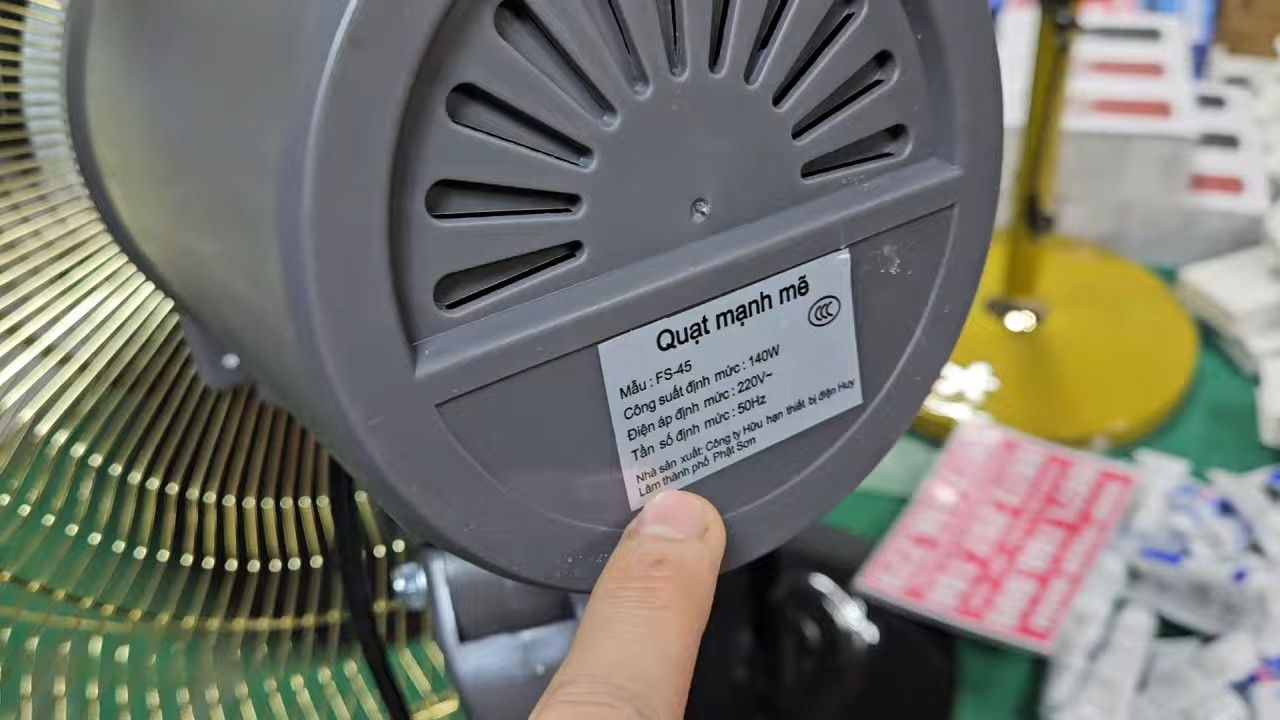 Quạt mạnh mẽ
CCC
Mẫu : FS-45
Công suất định mức : 140W
Điện áp định mức : 220V~
Tần số định mức : 50Hz
Nhà sản xuất: Công ty Hữu hạn thiết bị điện Huy
Lâm thành phố Phật Sơn